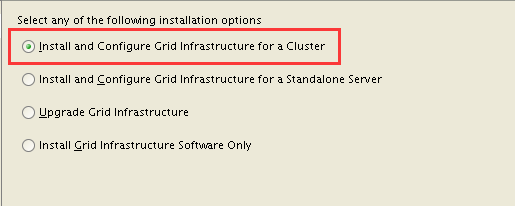 Select any of the following installation options
Install and Configure Grid Infrastructure for a Cluster
Install and Configure Grid Infrastructure for a Standalone Server
Upgrade Grid Infrastructure
Install Grid Infrastructure Software Only